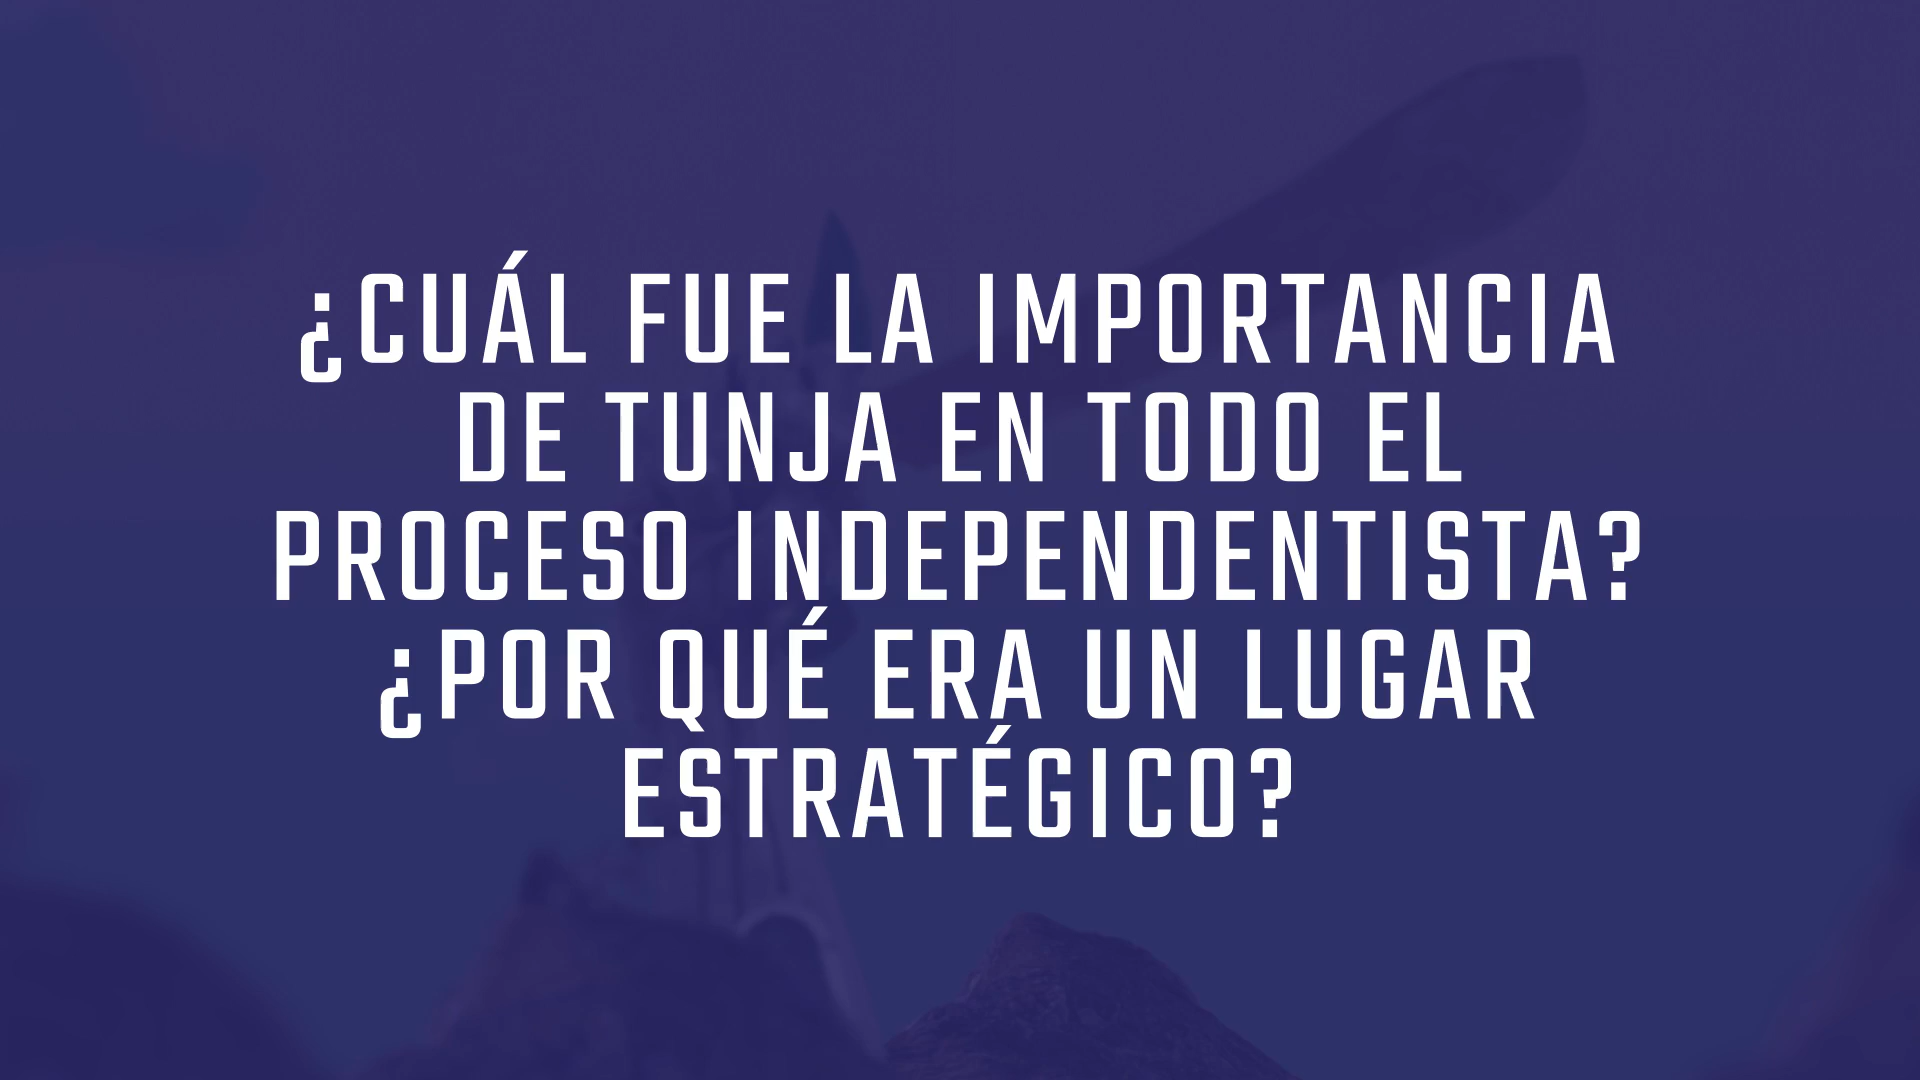 ¿CUÁL FUE LA IMPORTANCIA
DE TUNJA EN TODO EL
PROCESO INDEPENDENTISTA?
¿POR QUÉ ERA UN LUGAR
ESTRATÉGICO?